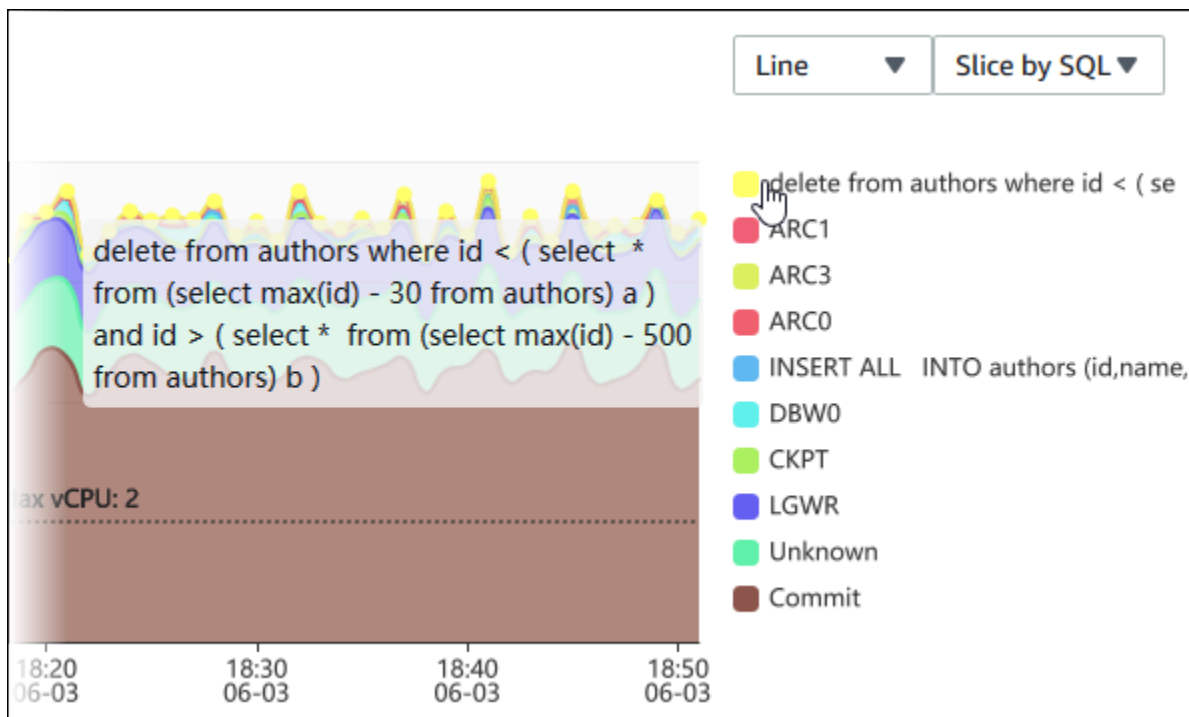 Line
Slice by SQL
delete from authors where id < ( se
ARC1
ARC3
ARC0
INSERT ALL INTO authors (id,name,
DBW0
CKPT
LGWR
Unknown
Commit
delete from authors where id < ( select *
from (select max(id) - 30 from authors) a )
and id > ( select * from (select max(id) - 500
from authors) b )
ax vCPU: 2
18:20 18:30 18:40 18:50
06-03 06-03 06-03 06-03